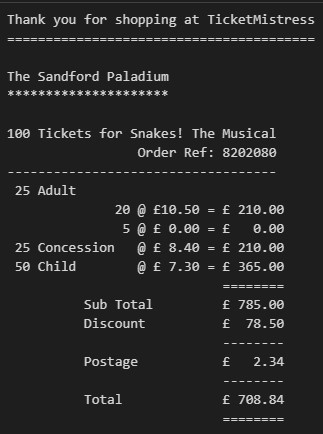 Thank you for shopping at TicketMistress
========================================
The Sandford Paladium
*********************
100 Tickets for Snakes! The Musical
Order Ref: 8202080
-----------------------------------
25 Adult
20 @ £10.50 = £ 210.00
5 @ £ 0.00 = £   0.00
25 Concession   @ £ 8.40 = £ 210.00
50 Child        @ £ 7.30 = £ 365.00
========
Sub Total         £ 785.00
Discount          £  78.50
--------
Postage           £   2.34
--------
Total             £ 708.84
========